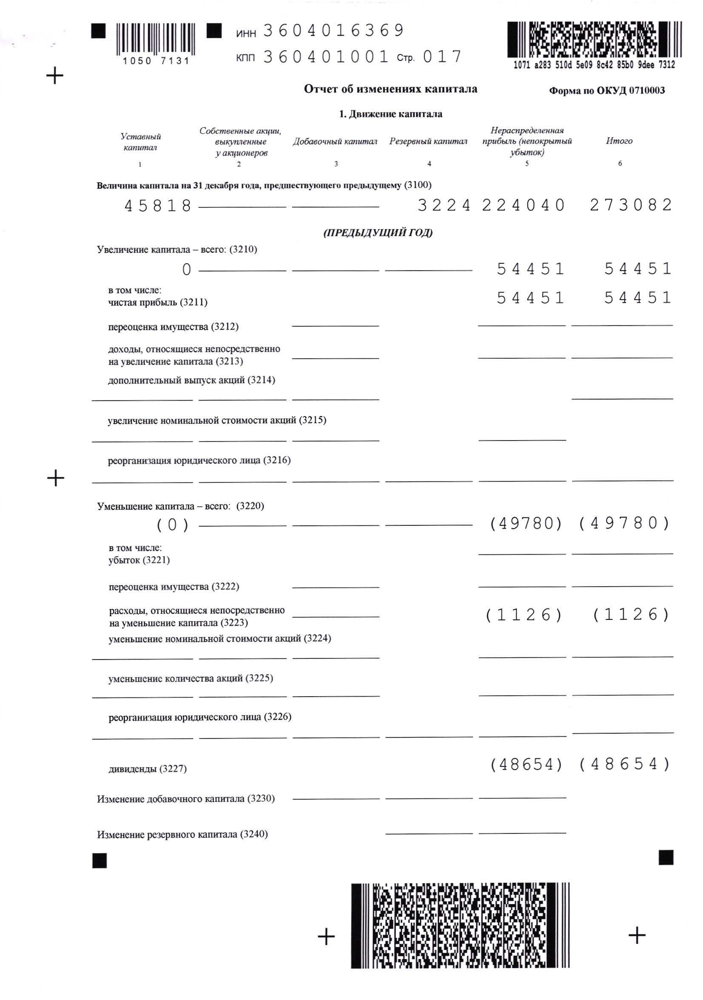 ИНН 3604016369
1050 7131
КПП 360401001 Стр. 017
1071 a283 510d 5e09 8c42 85b0 9dee 7312
Отчет об изменениях капитала
Форма по ОКУД 0710003
1. Движение капитала
Уставный капитал
Собственные акции, выкупленные у акционеров
Добавочный капитал
Резервный капитал
Нераспределенная прибыль (непокрытый убыток)
Итого
1 2 3 4 5 6
Величина капитала на 31 декабря года, предшествующего предыдущему (3100)
45818 3224 224040 273082
(ПРЕДЫДУЩИЙ ГОД)
Увеличение капитала – всего: (3210)
0 54451 54451
в том числе:
чистая прибыль (3211) 54451 54451
переоценка имущества (3212)
доходы, относящиеся непосредственно
на увеличение капитала (3213)
дополнительный выпуск акций (3214)
увеличение номинальной стоимости акций (3215)
реорганизация юридического лица (3216)
Уменьшение капитала – всего: (3220)
(0) (49780) (49780)
в том числе:
убыток (3221)
переоценка имущества (3222)
расходы, относящиеся непосредственно
на уменьшение капитала (3223) (1126) (1126)
уменьшение номинальной стоимости акций (3224)
уменьшение количества акций (3225)
реорганизация юридического лица (3226)
дивиденды (3227) (48654) (48654)
Изменение добавочного капитала (3230)
Изменение резервного капитала (3240)